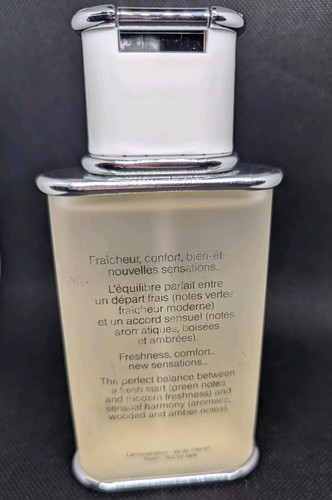 Fraîcheur, confort, bien-être
nouvelles sensations...
L'équilibre parfait entre
un départ frais (notes vertes
fraîcheur moderne)
et un accord sensuel (notes
aromatiques, boisées
et ambrées).
Freshness, comfort...
new sensations...
The perfect balance between
a fresh start (green notes
and modern freshness) and
sensual harmony (aromatic,
wooded and amber notes).